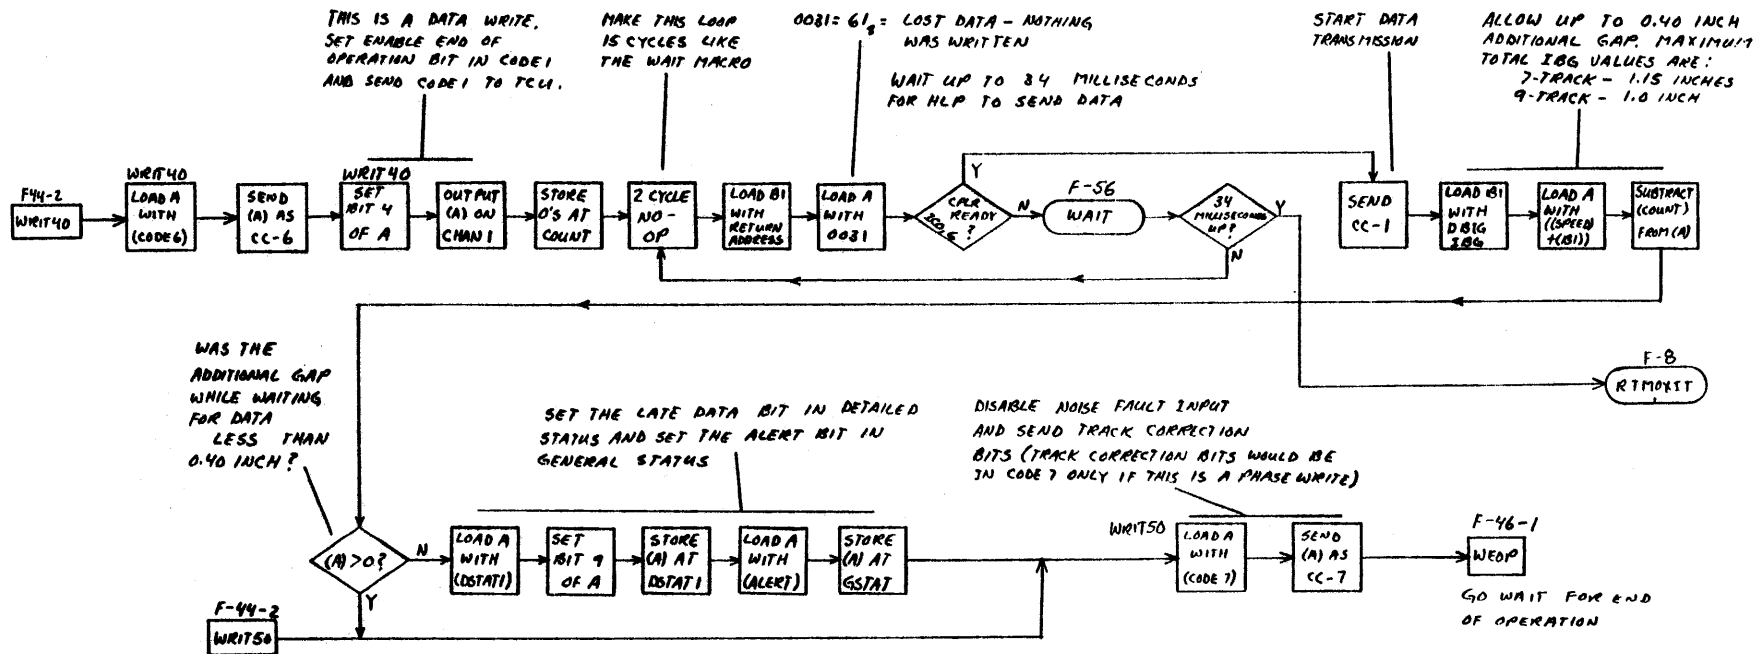 THIS IS A DATA WRITE.
SET ENABLE END OF
OPERATION BIT IN CODE1
AND SEND CODE1 TO TCU.
MAKE THIS LOOP
15 CYCLES LIKE
THE WAIT MACRO
0031 = 61₈ = LOST DATA - NOTHING
WAS WRITTEN
WAIT UP TO 34 MILLISECONDS
FOR HLP TO SEND DATA
START DATA
TRANSMISSION
ALLOW UP TO 0.40 INCH
ADDITIONAL GAP. MAXIMUM
TOTAL IBG VALUES ARE:
7-TRACK - 1.15 INCHES
9-TRACK - 1.0 INCH
F44-2
WRIT40
WRIT40
LOAD A
WITH
(CODE6)
SEND
(A) AS
CC-6
WRIT40
SET
BIT 4
OF A
OUTPUT
(A) ON
CHAN 1
STORE
0'S AT
COUNT
2 CYCLE
NO-
OP
LOAD B1
WITH
RETURN
ADDRESS
LOAD A
WITH
0031
Y
CPLR
READY
?
N
F-56
WAIT
34
MILLISECONDS
UP?
Y
N
SEND
CC-1
LOAD B1
WITH
DBIG
IBG
LOAD A
WITH
((SPEED)
+(B1))
SUBTRACT
(COUNT)
FROM (A)
F-8
RTMOXIT
WAS THE
ADDITIONAL GAP
WHILE WAITING
FOR DATA
LESS THAN
0.40 INCH?
SET THE LATE DATA BIT IN DETAILED
STATUS AND SET THE ALERT BIT IN
GENERAL STATUS
DISABLE NOISE FAULT INPUT
AND SEND TRACK CORRECTION
BITS (TRACK CORRECTION BITS WOULD BE
IN CODE 7 ONLY IF THIS IS A PHASE WRITE)
(A)>0?
N
Y
LOAD A
WITH
(DSTAT1)
SET
BIT 9
OF A
STORE
(A) AT
DSTAT1
LOAD A
WITH
(ALERT)
STORE
(A) AT
GSTAT
WRIT50
LOAD A
WITH
(CODE 7)
SEND
(A) AS
CC-7
F-46-1
WEOP
GO WAIT FOR END
OF OPERATION
F-44-2
WRIT50